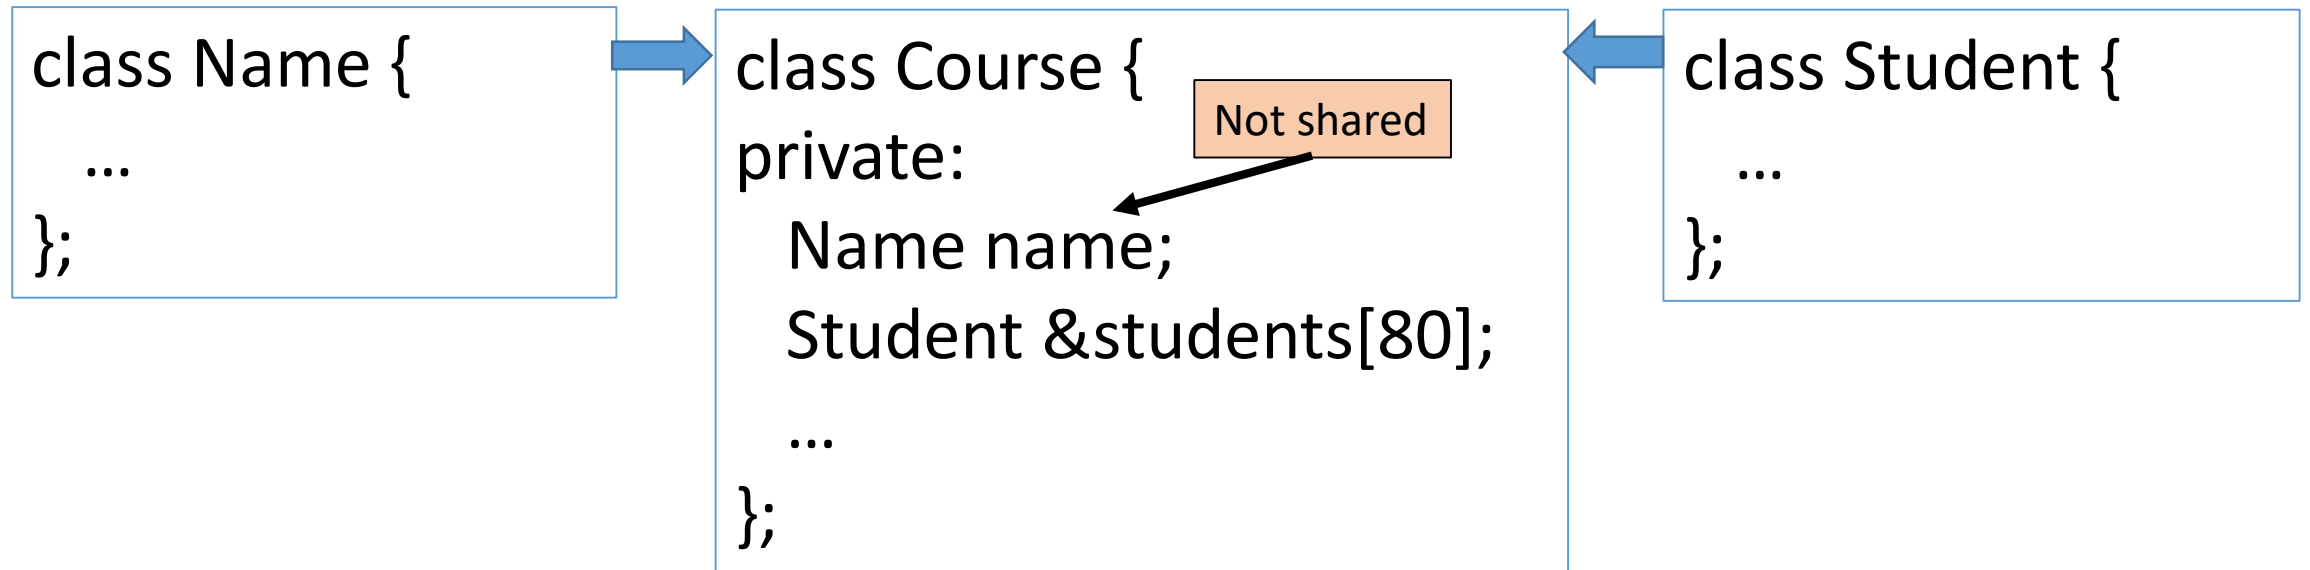 class Name {
…
};
class Course {
Not shared
private:
Name name;
Student &students[80];
…
};
class Student {
…
};